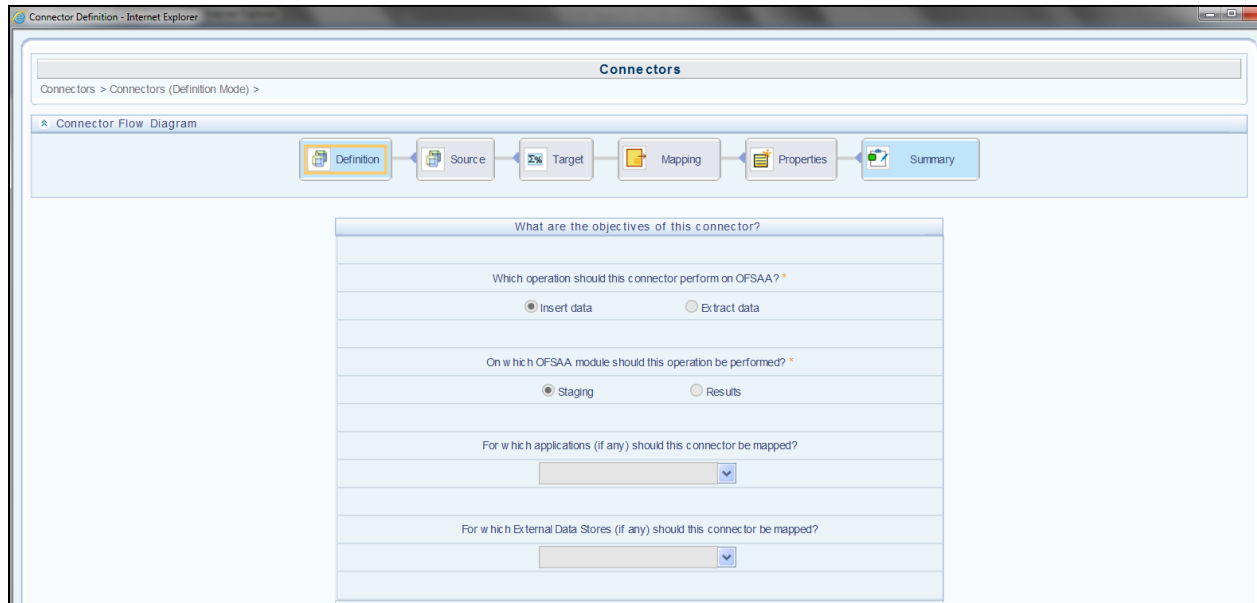 Connector Definition - Internet Explorer
Connectors
Connectors > Connectors (Definition Mode) >
Connector Flow Diagram
Definition Source Σ% Target Mapping Properties Summary
What are the objectives of this connector?
Which operation should this connector perform on OFSAA? *
Insert data Extract data
On which OFSAA module should this operation be performed? *
Staging Results
For which applications (if any) should this connector be mapped?
For which External Data Stores (if any) should this connector be mapped?